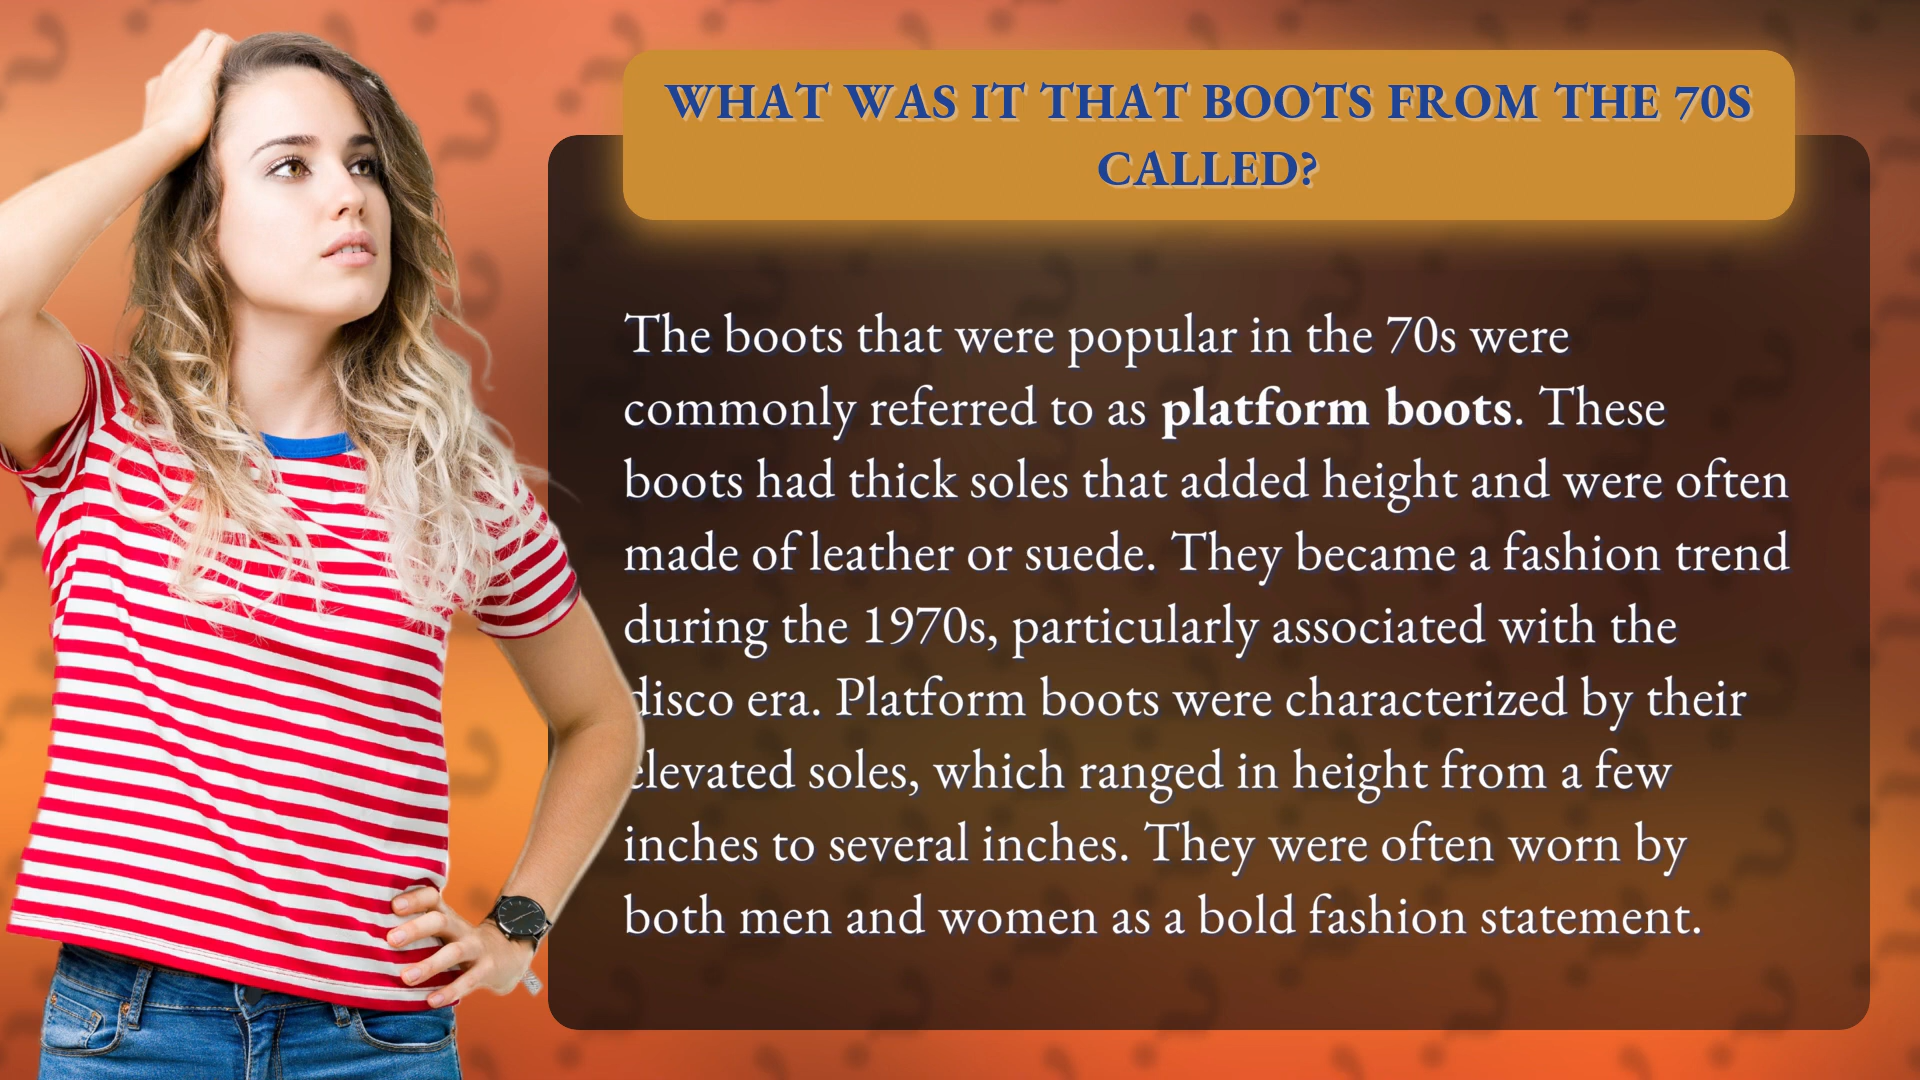 WHAT WAS IT THAT BOOTS FROM THE 70S
CALLED?
The boots that were popular in the 70s were
commonly referred to as platform boots. These
boots had thick soles that added height and were often
made of leather or suede. They became a fashion trend
during the 1970s, particularly associated with the
disco era. Platform boots were characterized by their
elevated soles, which ranged in height from a few
inches to several inches. They were often worn by
both men and women as a bold fashion statement.